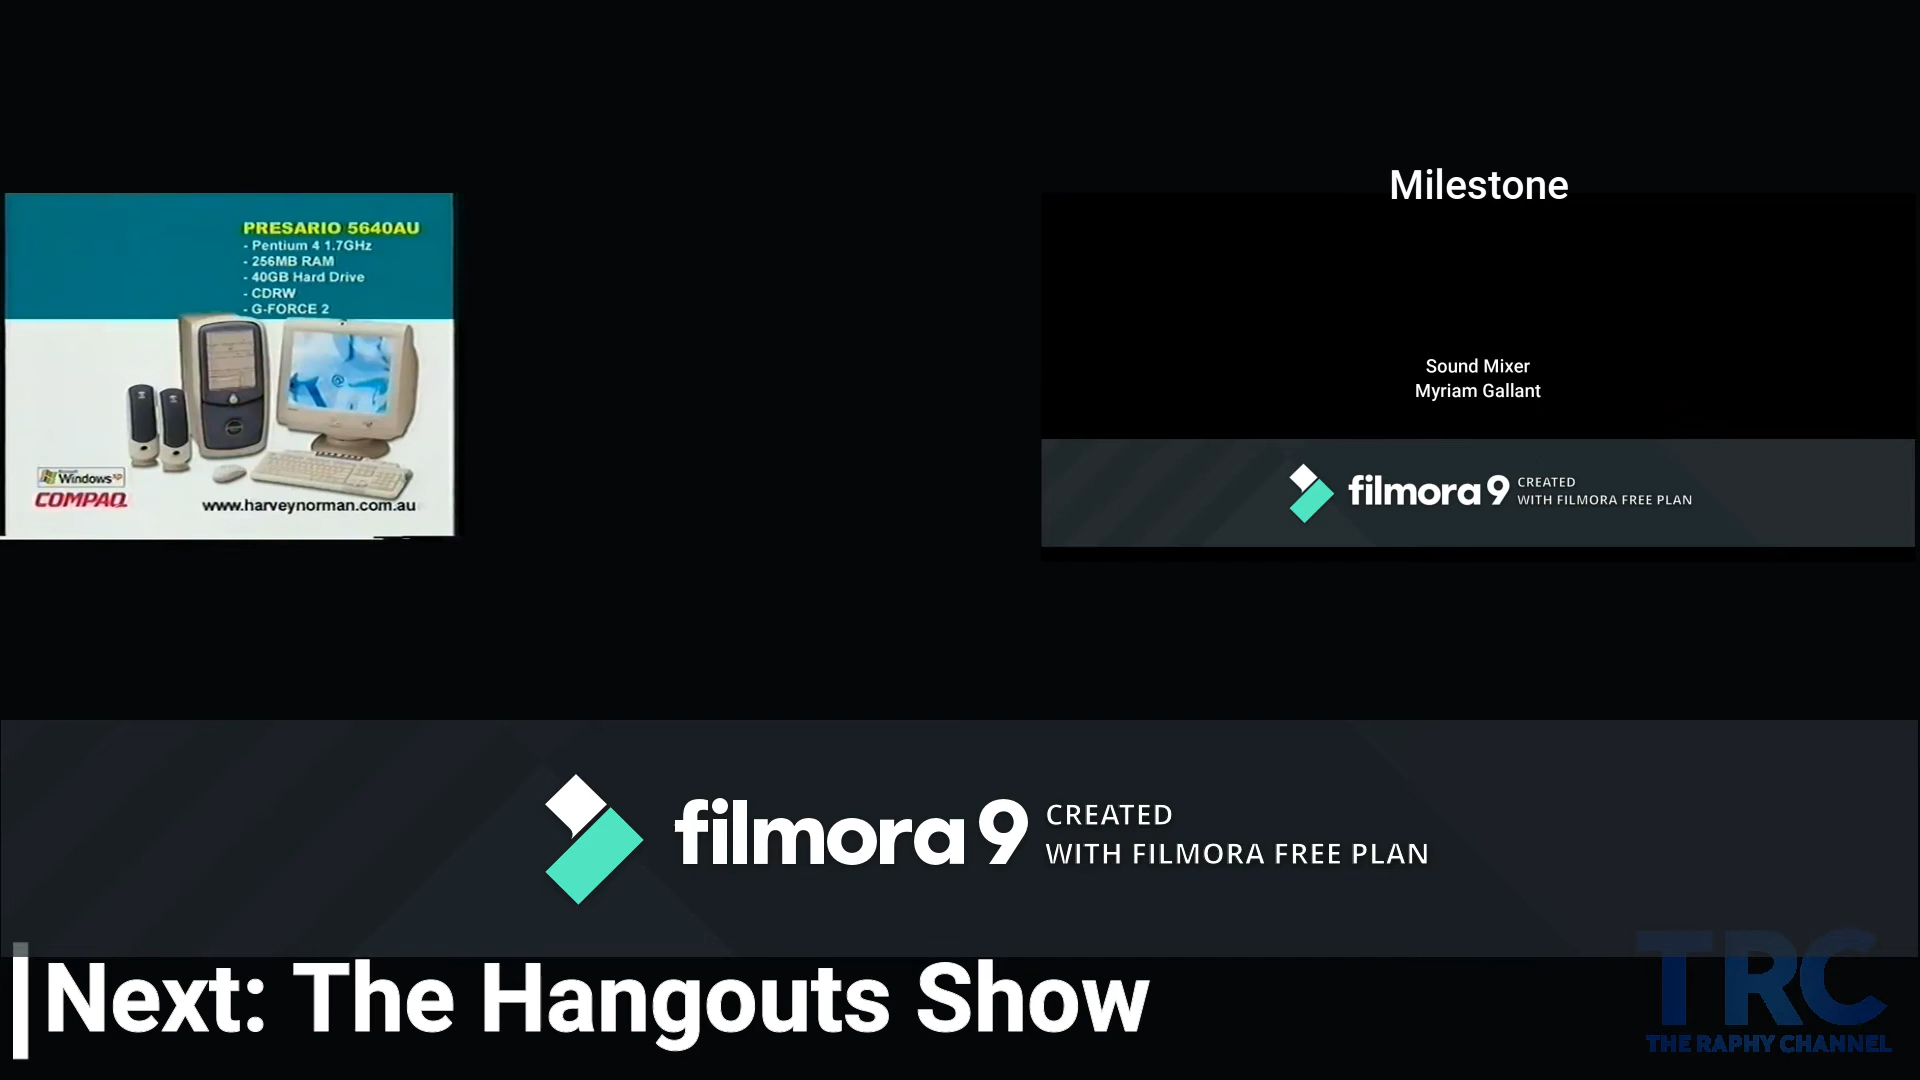 PRESARIO 5640AU
- Pentium 4 1.7GHz
- 256MB RAM
- 40GB Hard Drive
- CDRW
- G-FORCE 2
Microsoft
Windows xp
COMPAQ
www.harveynorman.com.au
Milestone
Sound Mixer
Myriam Gallant
filmora 9 CREATED
WITH FILMORA FREE PLAN
filmora 9 CREATED
WITH FILMORA FREE PLAN
Next: The Hangouts Show
TRC
THE RAPHY CHANNEL